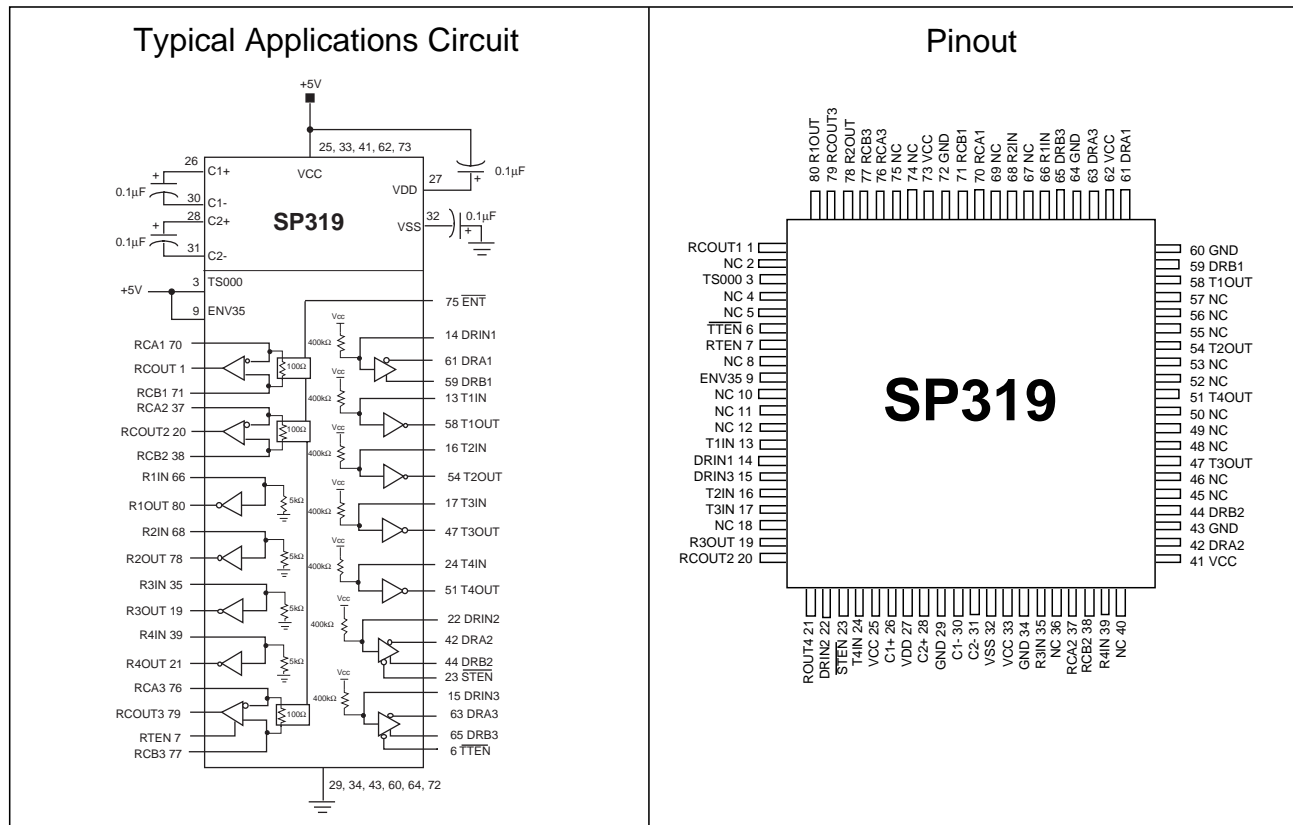 Typical Applications Circuit
+5V
25, 33, 41, 62, 73
26
C1+
VCC
0.1µF
27
VDD
0.1µF
30
C1-
28
C2+
SP319
VSS
32
0.1µF
0.1µF
31
C2-
3
TS000
+5V
9
ENV35
75 ENT
RCA1 70
RCOUT 1
RCB1 71
100Ω
RCA2 37
RCOUT2 20
RCB2 38
100Ω
R1IN 66
R1OUT 80
5kΩ
R2IN 68
R2OUT 78
5kΩ
R3IN 35
R3OUT 19
5kΩ
R4IN 39
R4OUT 21
5kΩ
RCA3 76
RCOUT3 79
100Ω
RTEN 7
RCB3 77
Vcc
400kΩ
14 DRIN1
61 DRA1
59 DRB1
Vcc
400kΩ
13 T1IN
58 T1OUT
Vcc
400kΩ
16 T2IN
54 T2OUT
Vcc
400kΩ
17 T3IN
47 T3OUT
Vcc
400kΩ
24 T4IN
51 T4OUT
Vcc
400kΩ
22 DRIN2
42 DRA2
44 DRB2
23 STEN
Vcc
400kΩ
15 DRIN3
63 DRA3
65 DRB3
6 TTEN
29, 34, 43, 60, 64, 72
Pinout
80 R1OUT
79 RCOUT3
78 R2OUT
77 RCB3
76 RCA3
75 NC
74 NC
73 VCC
72 GND
71 RCB1
70 RCA1
69 NC
68 R2IN
67 NC
66 R1IN
65 DRB3
64 GND
63 DRA3
62 VCC
61 DRA1
RCOUT1 1
NC 2
TS000 3
NC 4
NC 5
TTEN 6
RTEN 7
NC 8
ENV35 9
NC 10
NC 11
NC 12
T1IN 13
DRIN1 14
DRIN3 15
T2IN 16
T3IN 17
NC 18
R3OUT 19
RCOUT2 20
SP319
60 GND
59 DRB1
58 T1OUT
57 NC
56 NC
55 NC
54 T2OUT
53 NC
52 NC
51 T4OUT
50 NC
49 NC
48 NC
47 T3OUT
46 NC
45 NC
44 DRB2
43 GND
42 DRA2
41 VCC
ROUT4 21
DRIN2 22
STEN 23
T4IN 24
VCC 25
C1+ 26
VDD 27
C2+ 28
GND 29
C1- 30
C2- 31
VSS 32
VCC 33
GND 34
R3IN 35
NC 36
RCA2 37
RCB2 38
R4IN 39
NC 40